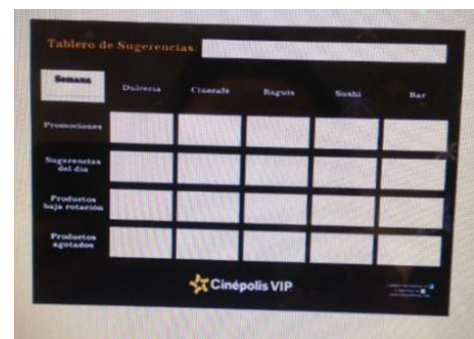 Tablero de Sugerencias:
Semana
Dulcería Cinecafé Baguis Sushi Bar
Promociones
Sugerencias
del día
Productos
baja rotación
Productos
agotados
Cinépolis VIP